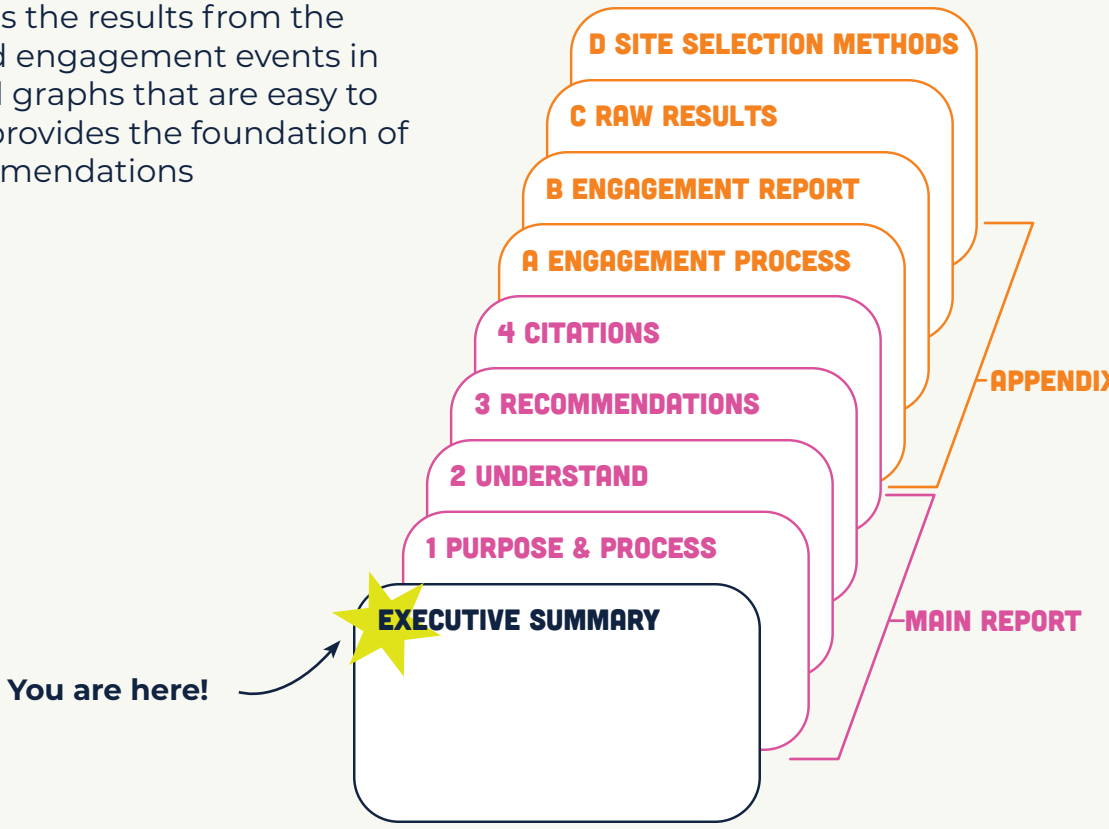 s the results from the
d engagement events in
l graphs that are easy to
provides the foundation of
mmendations
D SITE SELECTION METHODS
C RAW RESULTS
B ENGAGEMENT REPORT
A ENGAGEMENT PROCESS
4 CITATIONS
APPENDIX
3 RECOMMENDATIONS
2 UNDERSTAND
1 PURPOSE & PROCESS
EXECUTIVE SUMMARY
MAIN REPORT
You are here!